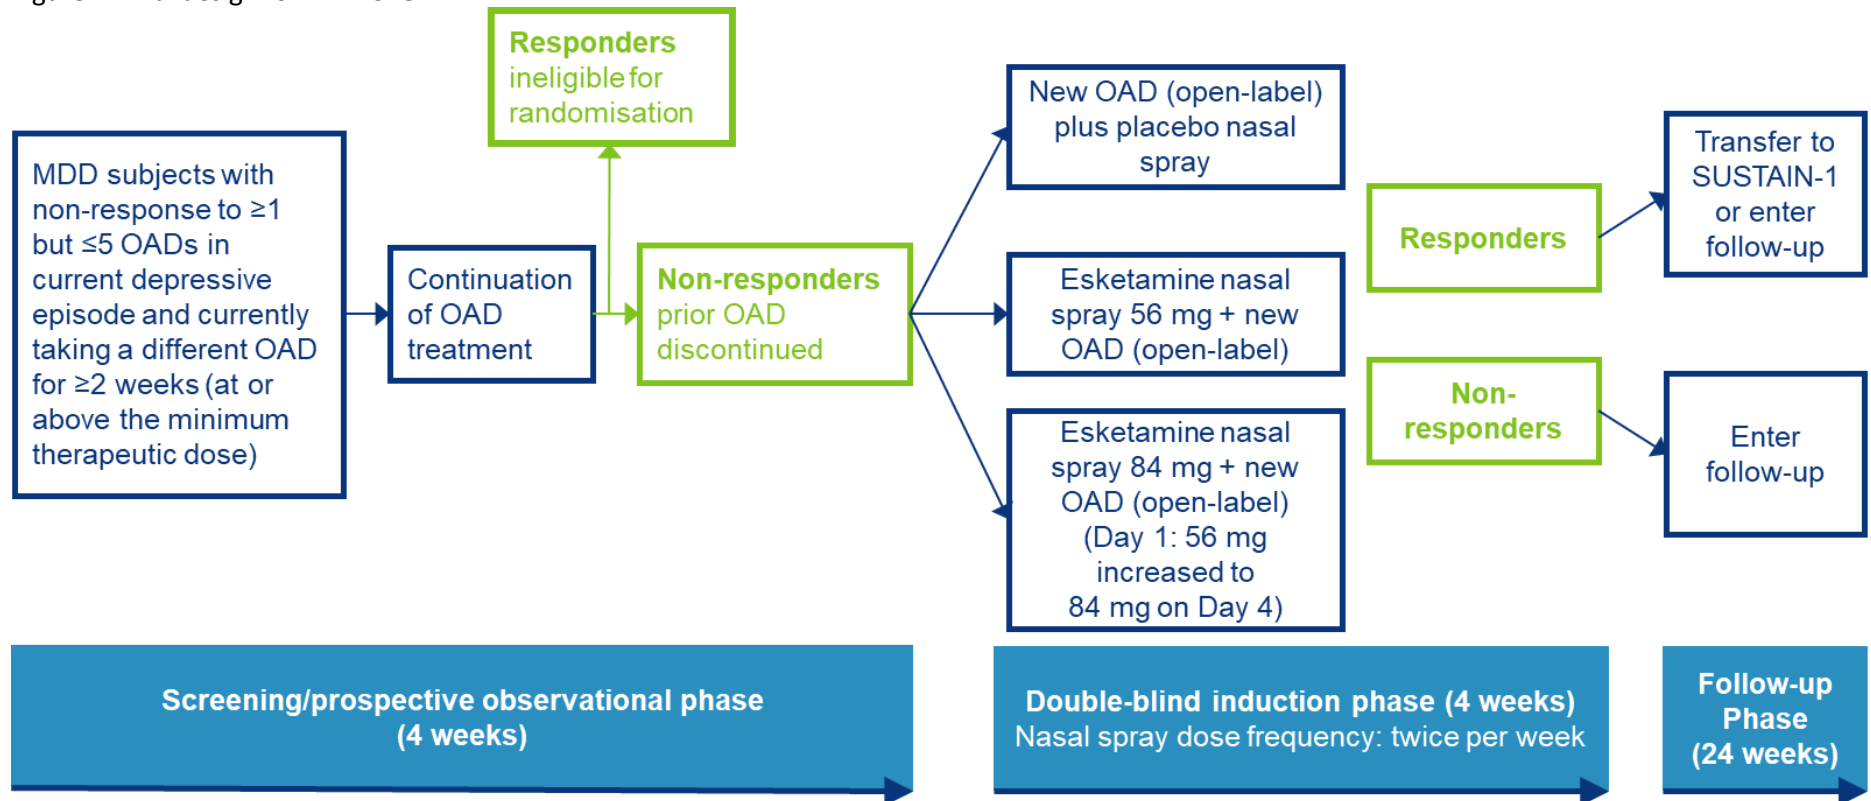 Responders
ineligible for
randomisation
MDD subjects with
non-response to ≥1
but ≤5 OADs in
current depressive
episode and currently
taking a different OAD
for ≥2 weeks (at or
above the minimum
therapeutic dose)
Continuation
of OAD
treatment
Non-responders
prior OAD
discontinued
New OAD (open-label)
plus placebo nasal
spray
Esketamine nasal
spray 56 mg + new
OAD (open-label)
Esketamine nasal
spray 84 mg + new
OAD (open-label)
(Day 1: 56 mg
increased to
84 mg on Day 4)
Responders
Non-
responders
Transfer to
SUSTAIN-1
or enter
follow-up
Enter
follow-up
Screening/prospective observational phase
(4 weeks)
Double-blind induction phase (4 weeks)
Nasal spray dose frequency: twice per week
Follow-up
Phase
(24 weeks)